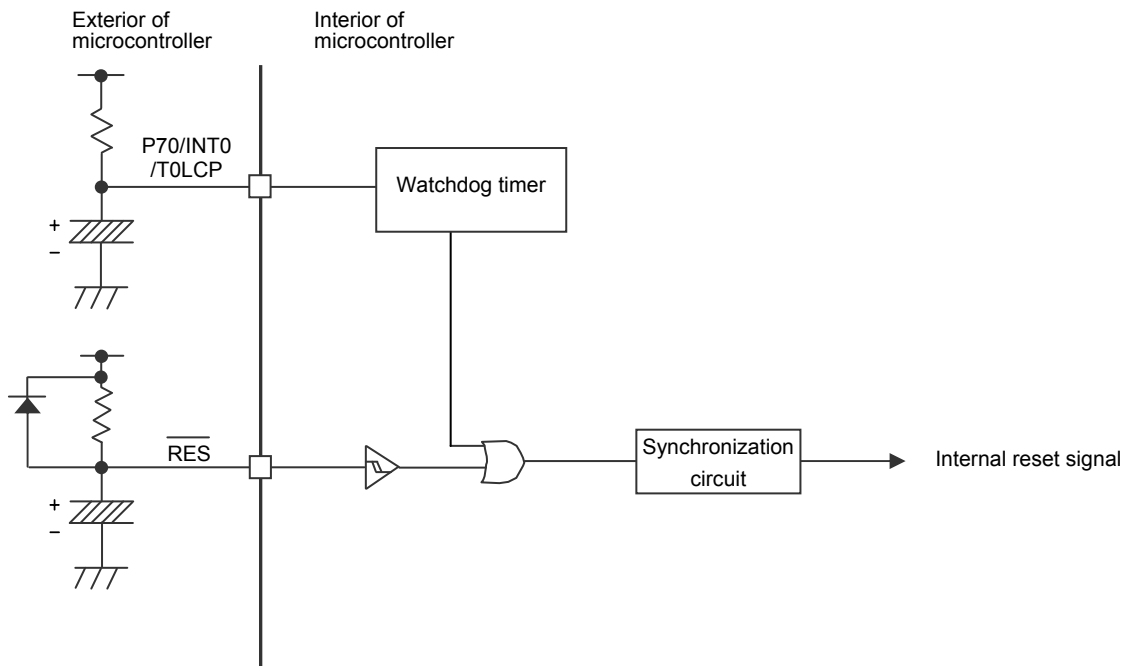 Exterior of
microcontroller
Interior of
microcontroller
P70/INT0
/T0LCP
Watchdog timer
+
−
RES
Synchronization
circuit
Internal reset signal
+
−